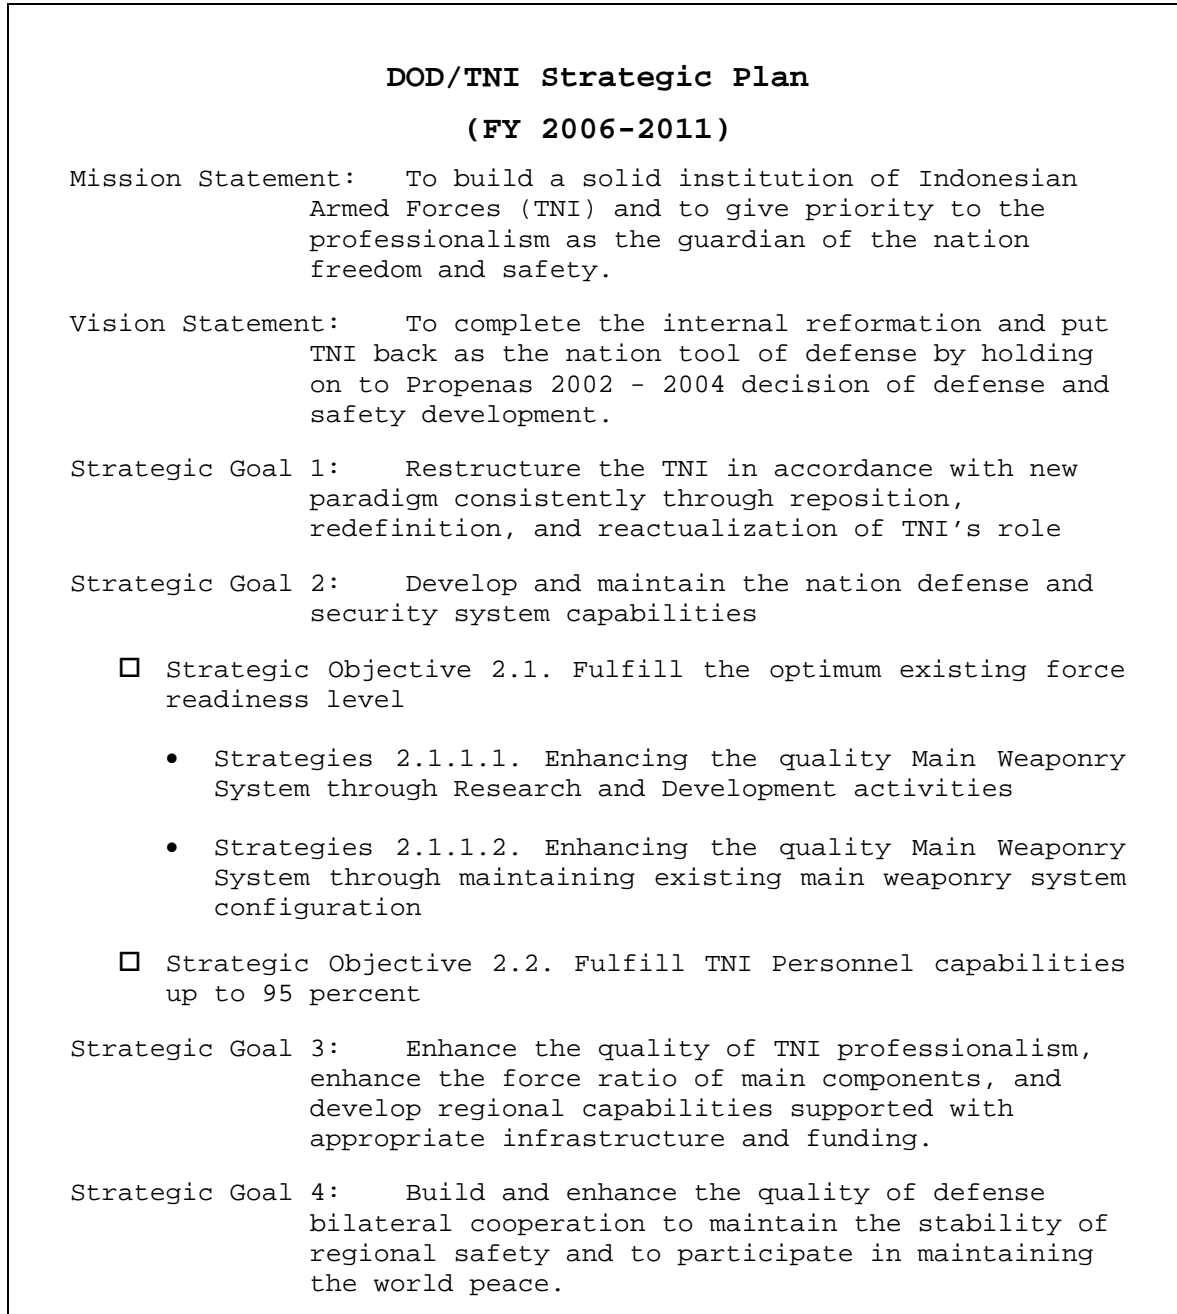 DOD/TNI Strategic Plan
(FY 2006-2011)
Mission Statement: To build a solid institution of Indonesian
Armed Forces (TNI) and to give priority to the
professionalism as the guardian of the nation
freedom and safety.
Vision Statement: To complete the internal reformation and put
TNI back as the nation tool of defense by holding
on to Propenas 2002 - 2004 decision of defense and
safety development.
Strategic Goal 1: Restructure the TNI in accordance with new
paradigm consistently through reposition,
redefinition, and reactualization of TNI's role
Strategic Goal 2: Develop and maintain the nation defense and
security system capabilities
☐ Strategic Objective 2.1. Fulfill the optimum existing force
readiness level
• Strategies 2.1.1.1. Enhancing the quality Main Weaponry
System through Research and Development activities
• Strategies 2.1.1.2. Enhancing the quality Main Weaponry
System through maintaining existing main weaponry system
configuration
☐ Strategic Objective 2.2. Fulfill TNI Personnel capabilities
up to 95 percent
Strategic Goal 3: Enhance the quality of TNI professionalism,
enhance the force ratio of main components, and
develop regional capabilities supported with
appropriate infrastructure and funding.
Strategic Goal 4: Build and enhance the quality of defense
bilateral cooperation to maintain the stability of
regional safety and to participate in maintaining
the world peace.